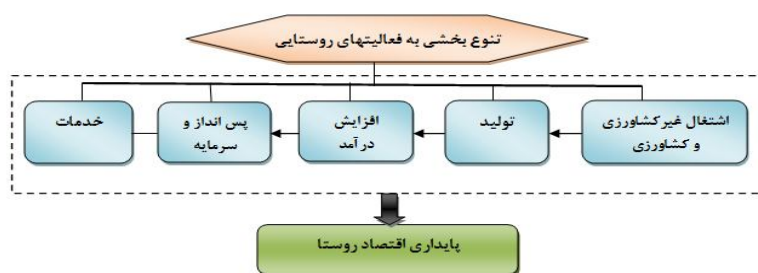 تنوع بخشی به فعالیتهای روستایی
اشتغال غیرکشاورزی
و کشاورزی
تولید
افزایش
درآمد
پس انداز و
سرمایه
خدمات
پایداری اقتصاد روستا